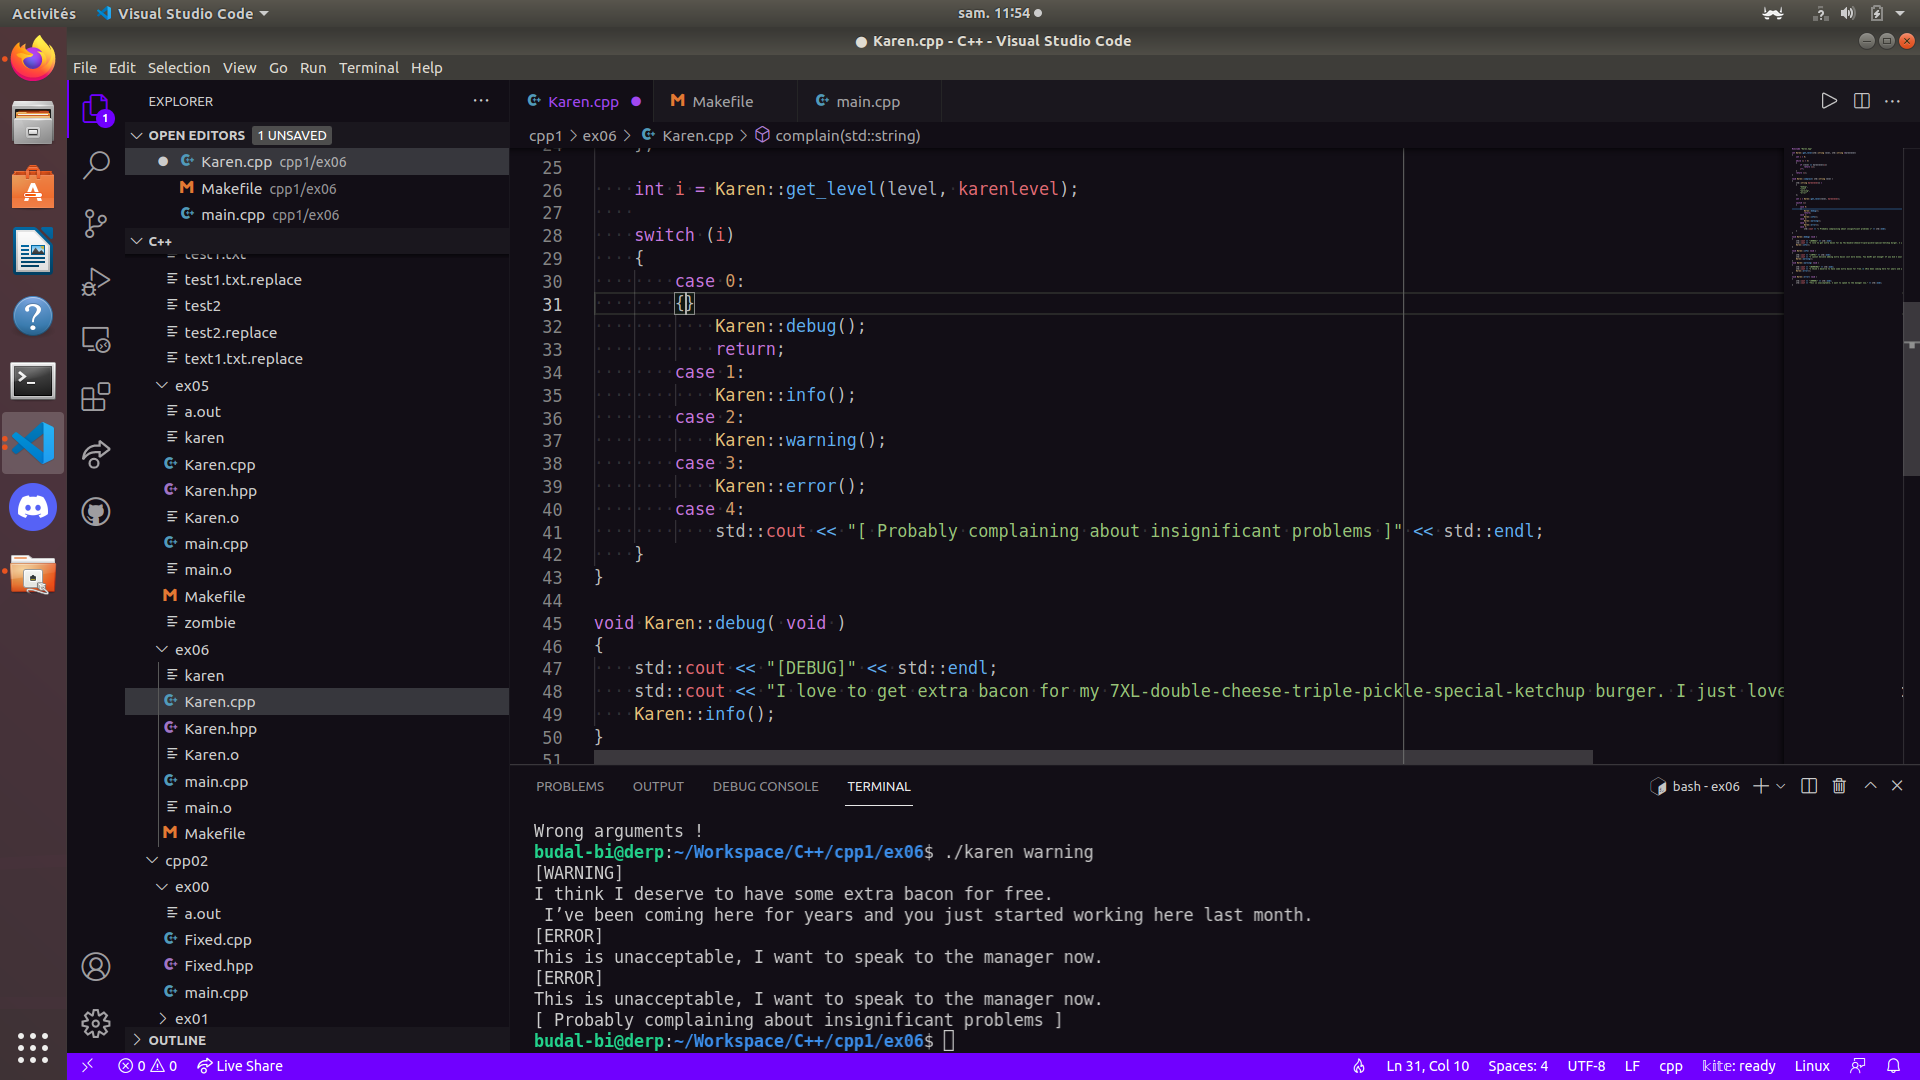 Activités
Visual Studio Code
sam. 11:54
Karen.cpp - C++ - Visual Studio Code
File Edit Selection View Go Run Terminal Help
EXPLORER
OPEN EDITORS 1 UNSAVED
Karen.cpp cpp1/ex06
Makefile cpp1/ex06
main.cpp cpp1/ex06
C++
test1.txt
test1.txt.replace
test2
test2.replace
text1.txt.replace
ex05
a.out
karen
Karen.cpp
Karen.hpp
Karen.o
main.cpp
main.o
Makefile
zombie
ex06
karen
Karen.cpp
Karen.hpp
Karen.o
main.cpp
main.o
Makefile
cpp02
ex00
a.out
Fixed.cpp
Fixed.hpp
main.cpp
ex01
OUTLINE
Karen.cpp Makefile main.cpp
cpp1 > ex06 > Karen.cpp > complain(std::string)
24 };
25
26 int i = Karen::get_level(level, karenlevel);
27
28 switch (i)
29 {
30 case 0:
31 {}
32 Karen::debug();
33 return;
34 case 1:
35 Karen::info();
36 case 2:
37 Karen::warning();
38 case 3:
39 Karen::error();
40 case 4:
41 std::cout << "[ Probably complaining about insignificant problems ]" << std::endl;
42 }
43 }
44
45 void Karen::debug( void )
46 {
47 std::cout << "[DEBUG]" << std::endl;
48 std::cout << "I love to get extra bacon for my 7XL-double-cheese-triple-pickle-special-ketchup burger. I just love
49 Karen::info();
50 }
51
PROBLEMS OUTPUT DEBUG CONSOLE TERMINAL
bash - ex06
Wrong arguments !
budal-bi@derp:~/Workspace/C++/cpp1/ex06$ ./karen warning
[WARNING]
I think I deserve to have some extra bacon for free.
I’ve been coming here for years and you just started working here last month.
[ERROR]
This is unacceptable, I want to speak to the manager now.
[ERROR]
This is unacceptable, I want to speak to the manager now.
[ Probably complaining about insignificant problems ]
budal-bi@derp:~/Workspace/C++/cpp1/ex06$
0 0 Live Share
Ln 31, Col 10 Spaces: 4 UTF-8 LF cpp kite: ready Linux